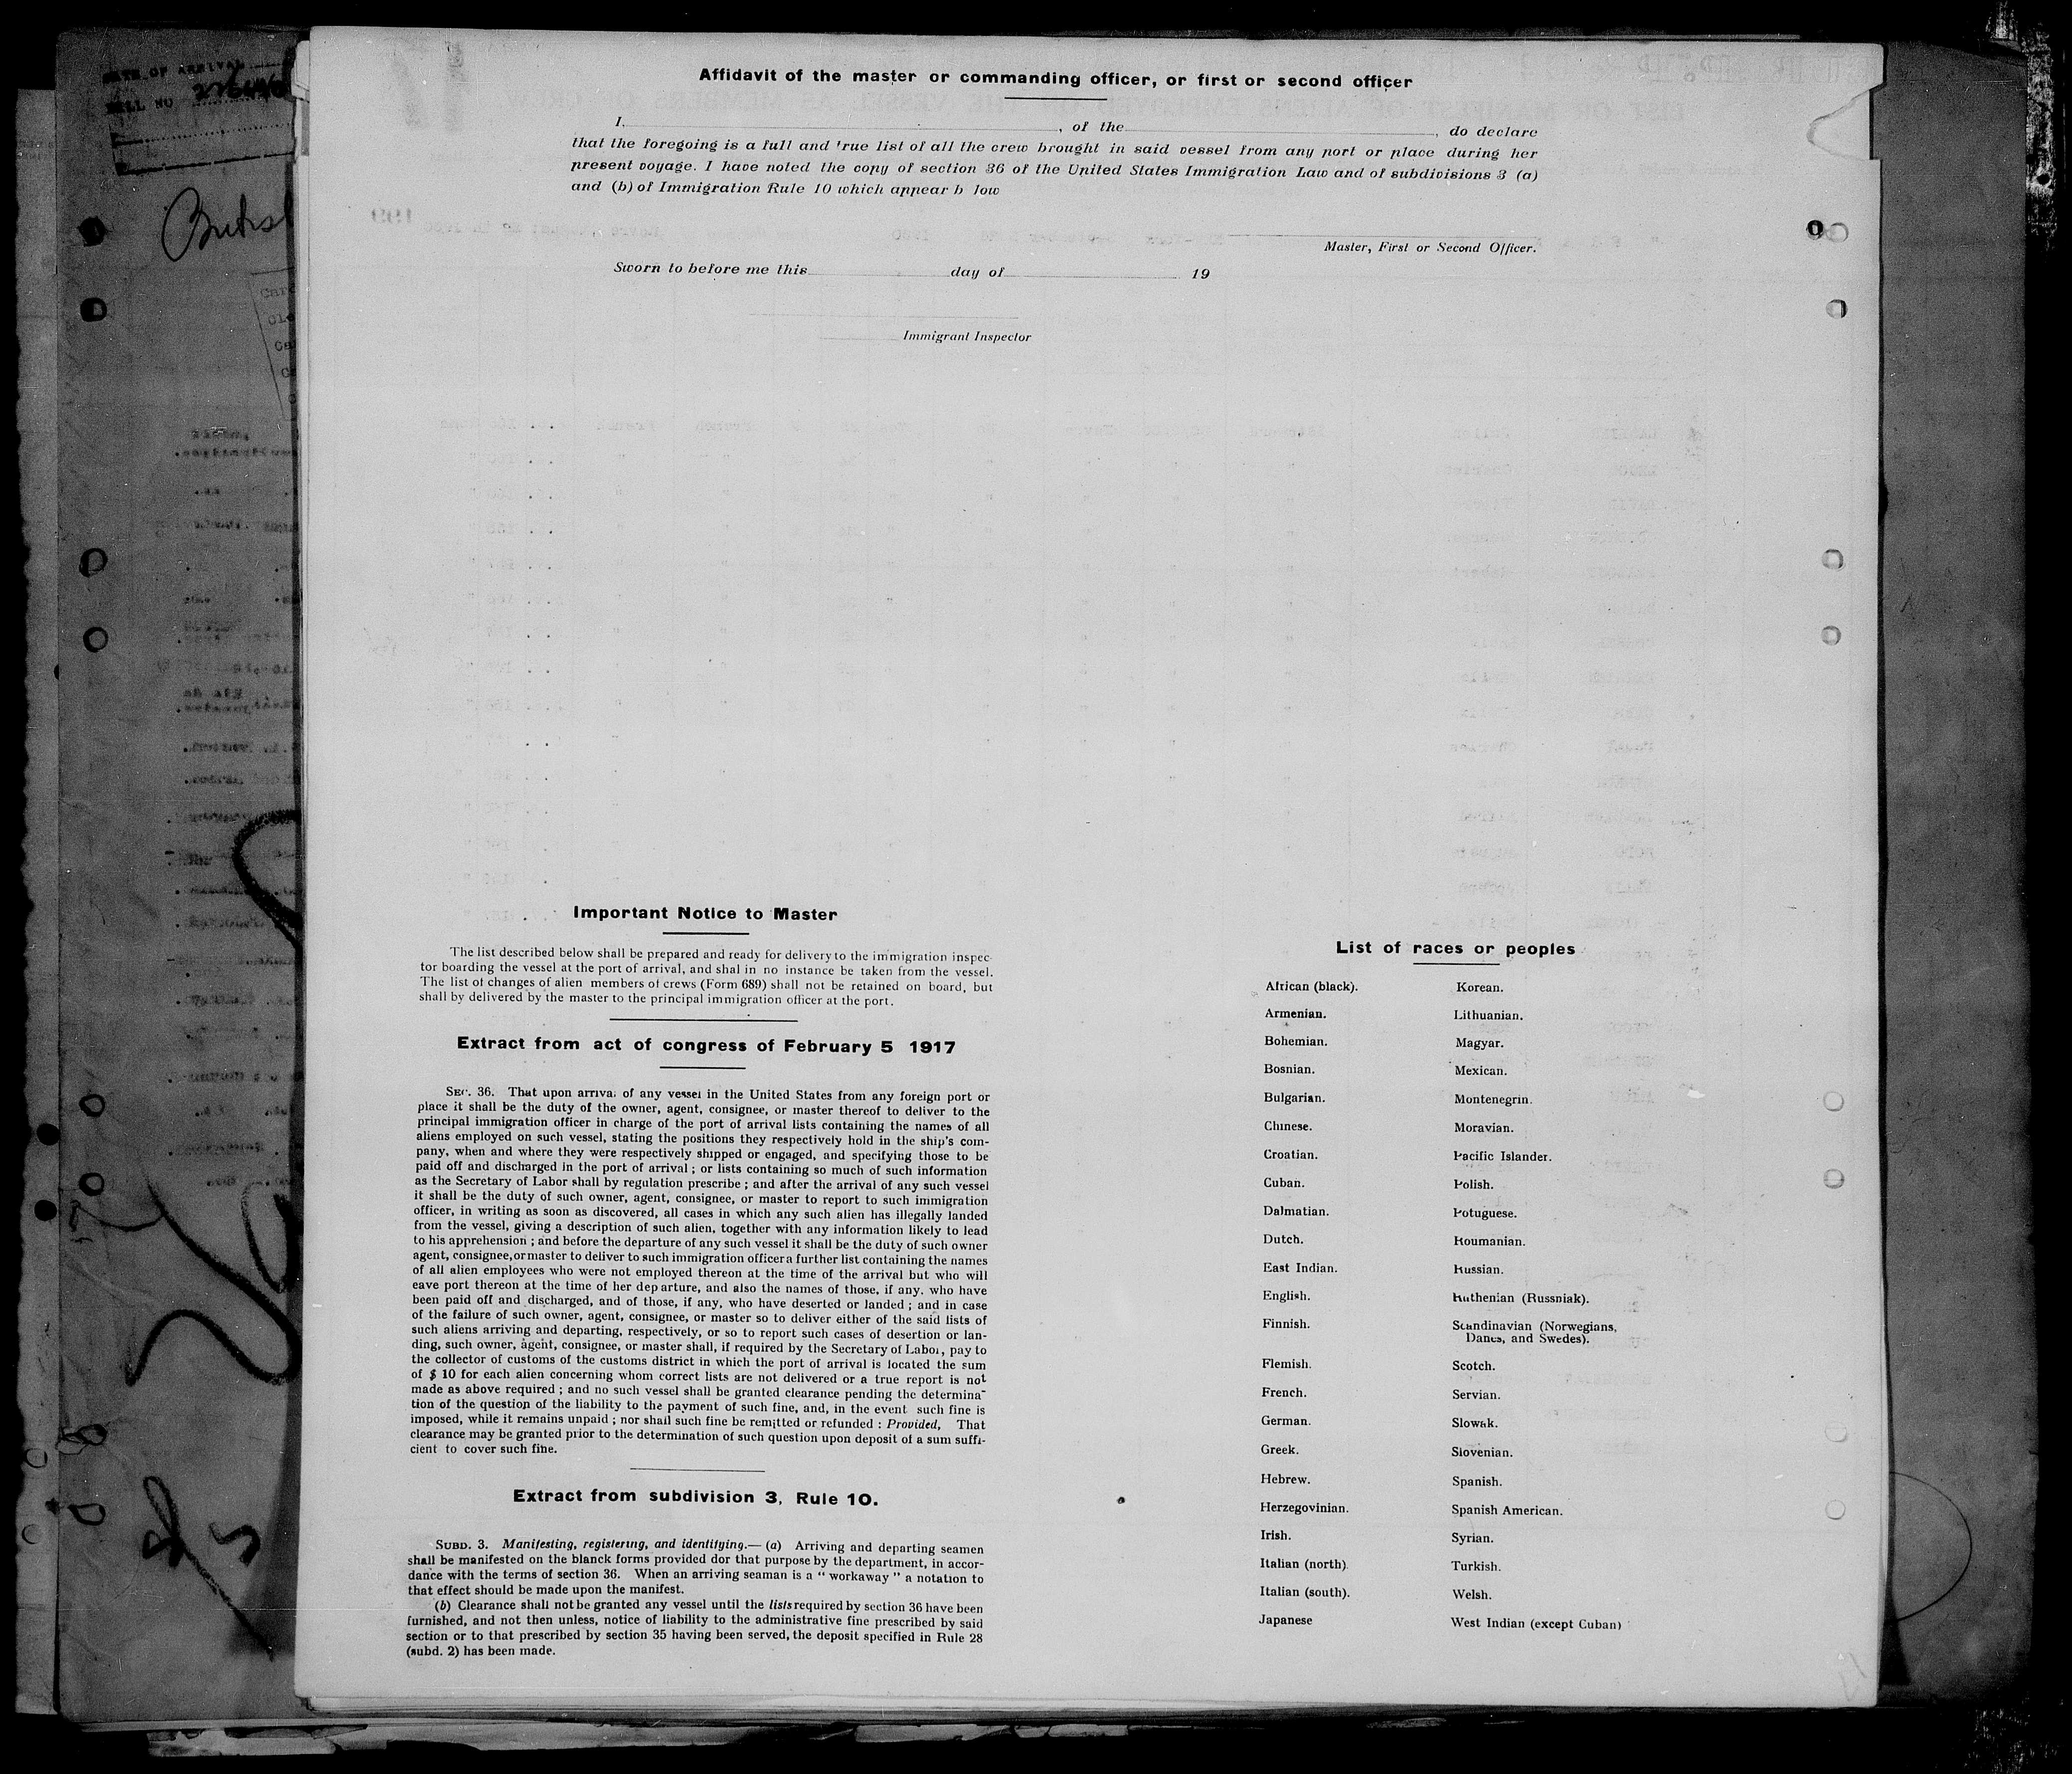 DATE OF ARRIVAL
Affidavit of the master or commanding officer, or first or second officer
I, , of the , do declare
that the foregoing is a full and true list of all the crew brought in said vessel from any port or place during her
present voyage. I have noted the copy of section 36 of the United States Immigration Law and of subdivisions 3 (a)
and (b) of Immigration Rule 10 which appear b low
Master, First or Second Officer.
Sworn to before me this day of 19
Immigrant Inspector
Important Notice to Master
The list described below shall be prepared and ready for delivery to the immigration inspec-
tor boarding the vessel at the port of arrival, and shal in no instance be taken from the vessel.
The list of changes of alien members of crews (Form 689) shall not be retained on board, but
shall by delivered by the master to the principal immigration officer at the port.
Extract from act of congress of February 5 1917
SEC. 36. That upon arrival of any vessel in the United States from any foreign port or
place it shall be the duty of the owner, agent, consignee, or master thereof to deliver to the
principal immigration officer in charge of the port of arrival lists containing the names of all
aliens employed on such vessel, stating the positions they respectively hold in the ship's com-
pany, when and where they were respectively shipped or engaged, and specifying those to be
paid off and discharged in the port of arrival ; or lists containing so much of such information
as the Secretary of Labor shall by regulation prescribe ; and after the arrival of any such vessel
it shall be the duty of such owner, agent, consignee, or master to report to such immigration
officer, in writing as soon as discovered, all cases in which any such alien has illegally landed
from the vessel, giving a description of such alien, together with any information likely to lead
to his apprehension ; and before the departure of any such vessel it shall be the duty of such owner
agent, consignee, or master to deliver to such immigration officer a further list containing the names
of all alien employees who were not employed thereon at the time of the arrival but who will
eave port thereon at the time of her departure, and also the names of those, if any, who have
been paid off and discharged, and of those, if any, who have deserted or landed ; and in case
of the failure of such owner, agent, consignee, or master so to deliver either of the said lists of
such aliens arriving and departing, respectively, or so to report such cases of desertion or lan-
ding, such owner, agent, consignee, or master shall, if required by the Secretary of Labor, pay to
the collector of customs of the customs district in which the port of arrival is located the sum
of $ 10 for each alien concerning whom correct lists are not delivered or a true report is not
made as above required ; and no such vessel shall be granted clearance pending the determina-
tion of the question of the liability to the payment of such fine, and, in the event such fine is
imposed, while it remains unpaid ; nor shall such fine be remitted or refunded : Provided, That
clearance may be granted prior to the determination of such question upon deposit of a sum suffi-
cient to cover such fine.
Extract from subdivision 3, Rule 10.
SUBD. 3. Manifesting, registering, and identifying.— (a) Arriving and departing seamen
shall be manifested on the blanck forms provided dor that purpose by the department, in accor-
dance with the terms of section 36. When an arriving seaman is a " workaway " a notation to
that effect should be made upon the manifest.
(b) Clearance shall not be granted any vessel until the lists required by section 36 have been
furnished, and not then unless, notice of liability to the administrative fine prescribed by said
section or to that prescribed by section 35 having been served, the deposit specified in Rule 28
(subd. 2) has been made.
List of races or peoples
African (black).
Armenian.
Bohemian.
Bosnian.
Bulgarian.
Chinese.
Croatian.
Cuban.
Dalmatian.
Dutch.
East Indian.
English.
Finnish.
Flemish.
French.
German.
Greek.
Hebrew.
Herzegovinian.
Irish.
Italian (north)
Italian (south).
Japanese
Korean.
Lithuanian.
Magyar.
Mexican.
Montenegrin.
Moravian.
Pacific Islander.
Polish.
Potuguese.
Roumanian.
Russian.
Ruthenian (Russniak).
Scandinavian (Norwegians,
Danes, and Swedes).
Scotch.
Servian.
Slowak.
Slovenian.
Spanish.
Spanish American.
Syrian.
Turkish.
Welsh.
West Indian (except Cuban)